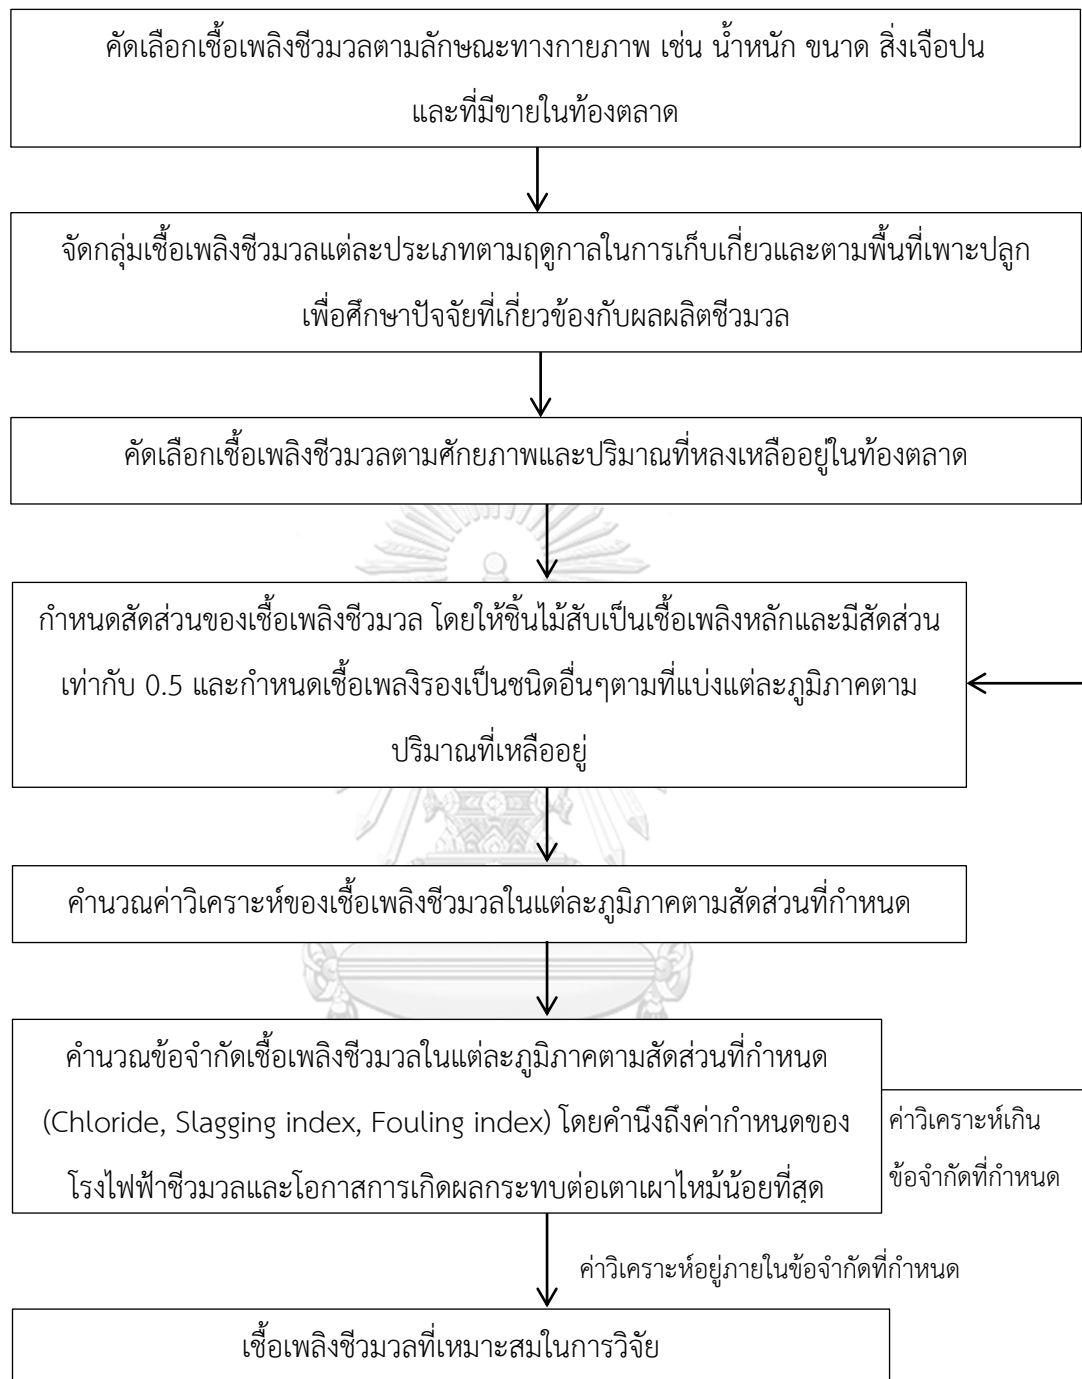 คัดเลือกเชื้อเพลิงชีวมวลตามลักษณะทางกายภาพ เช่น น้ำหนัก ขนาด สิ่งเจือปน
และที่มีขายในท้องตลาด
จัดกลุ่มเชื้อเพลิงชีวมวลแต่ละประเภทตามฤดูกาลในการเก็บเกี่ยวและตามพื้นที่เพาะปลูก
เพื่อศึกษาปัจจัยที่เกี่ยวข้องกับผลผลิตชีวมวล
คัดเลือกเชื้อเพลิงชีวมวลตามศักยภาพและปริมาณที่หลงเหลืออยู่ในท้องตลาด
กำหนดสัดส่วนของเชื้อเพลิงชีวมวล โดยให้ชิ้นไม้สับเป็นเชื้อเพลิงหลักและมีสัดส่วน
เท่ากับ 0.5 และกำหนดเชื้อเพลงิรองเป็นชนิดอื่นๆตามที่แบ่งแต่ละภูมิภาคตาม
ปริมาณที่เหลืออยู่
คำนวณค่าวิเคราะห์ของเชื้อเพลิงชีวมวลในแต่ละภูมิภาคตามสัดส่วนที่กำหนด
คำนวณข้อจำกัดเชื้อเพลิงชีวมวลในแต่ละภูมิภาคตามสัดส่วนที่กำหนด
(Chloride, Slagging index, Fouling index) โดยคำนึงถึงค่ากำหนดของ
โรงไฟฟ้าชีวมวลและโอกาสการเกิดผลกระทบต่อเตาเผาไหม้น้อยที่สุด
ค่าวิเคราะห์เกิน
ข้อจำกัดที่กำหนด
ค่าวิเคราะห์อยู่ภายในข้อจำกัดที่กำหนด
เชื้อเพลิงชีวมวลที่เหมาะสมในการวิจัย